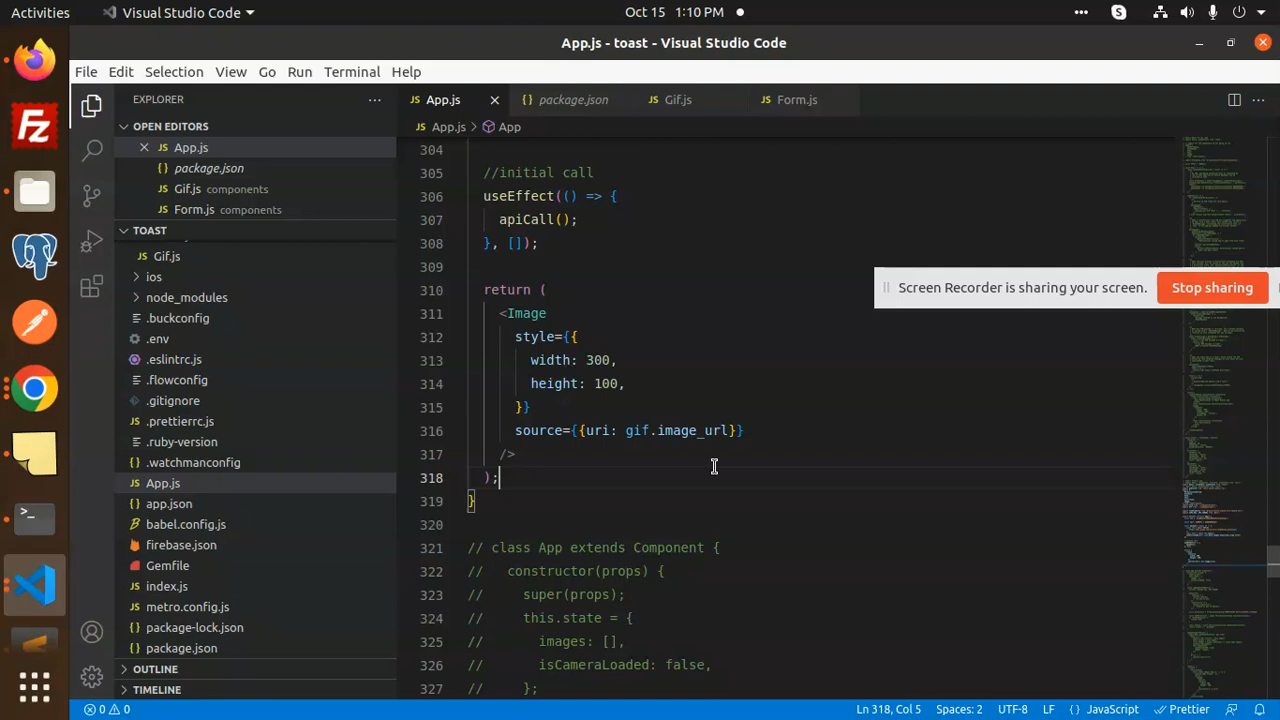 Activities
Visual Studio Code
Oct 15 1:10 PM
App.js - toast - Visual Studio Code
File Edit Selection View Go Run Terminal Help
EXPLORER
OPEN EDITORS
App.js
package.json
Gif.js components
Form.js components
TOAST
Gif.js
ios
node_modules
.buckconfig
.env
.eslintrc.js
.flowconfig
.gitignore
.prettierrc.js
.ruby-version
.watchmanconfig
App.js
app.json
babel.config.js
firebase.json
Gemfile
index.js
metro.config.js
package-lock.json
package.json
OUTLINE
TIMELINE
App.js package.json Gif.js Form.js
App.js > App
304
305 //initial call
306 useEffect(() => {
307 apiCall();
308 }, []);
309
310 return (
311 <Image
312 style={{
313 width: 300,
314 height: 100,
315 }}
316 source={{uri: gif.image_url}}
317 />
318 );
319 }
320
321 // class App extends Component {
322 // constructor(props) {
323 // super(props);
324 // this.state = {
325 // images: [],
326 // isCameraLoaded: false,
327 // };
Screen Recorder is sharing your screen. Stop sharing
0 0
Ln 318, Col 5 Spaces: 2 UTF-8 LF { } JavaScript Prettier